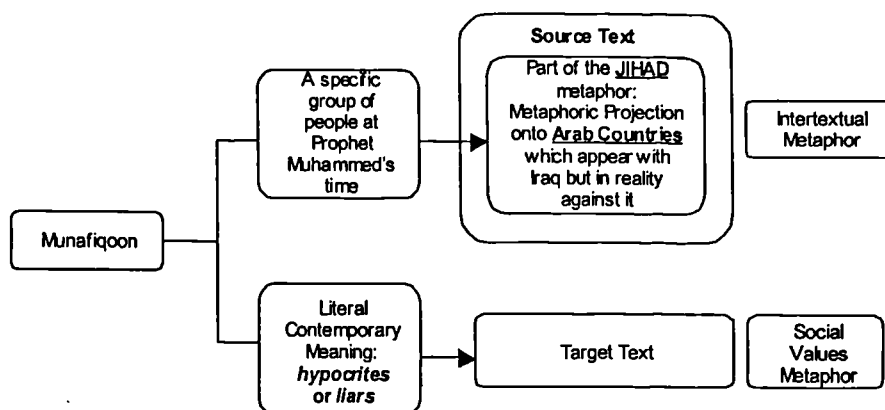 Source Text
A specific
group of
people at
Prophet
Muhammed's
time
Part of the JIHAD
metaphor:
Metaphoric Projection
onto Arab Countries
which appear with
Iraq but in reality
against it
Intertextual
Metaphor
Munafiqoon
Literal
Contemporary
Meaning:
hypocrites
or liars
Target Text
Social
Values
Metaphor